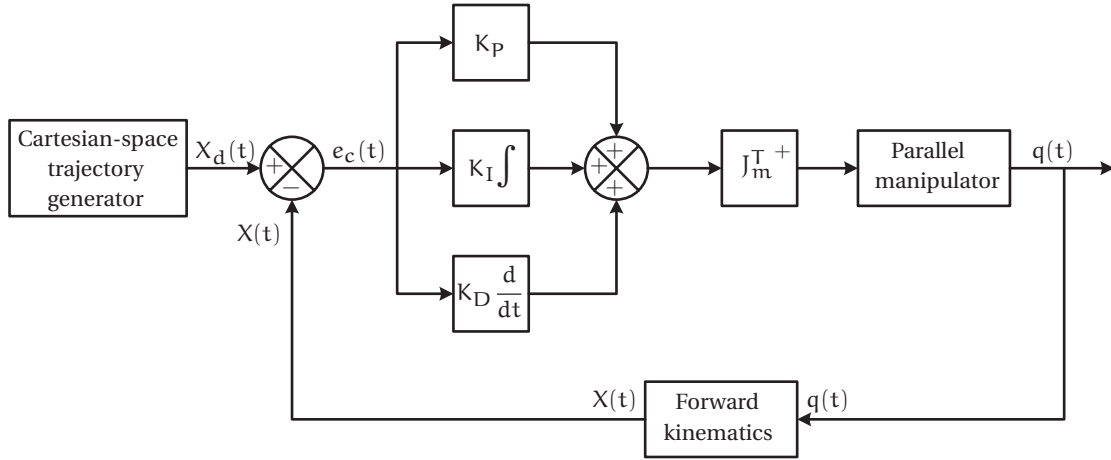 K_P
Cartesian-space
trajectory
generator
X_d(t)
+
−
e_c(t)
K_I ∫
+
+
+
J_m^T +
Parallel
manipulator
q(t)
X(t)
K_D d/dt
X(t)
Forward
kinematics
q(t)